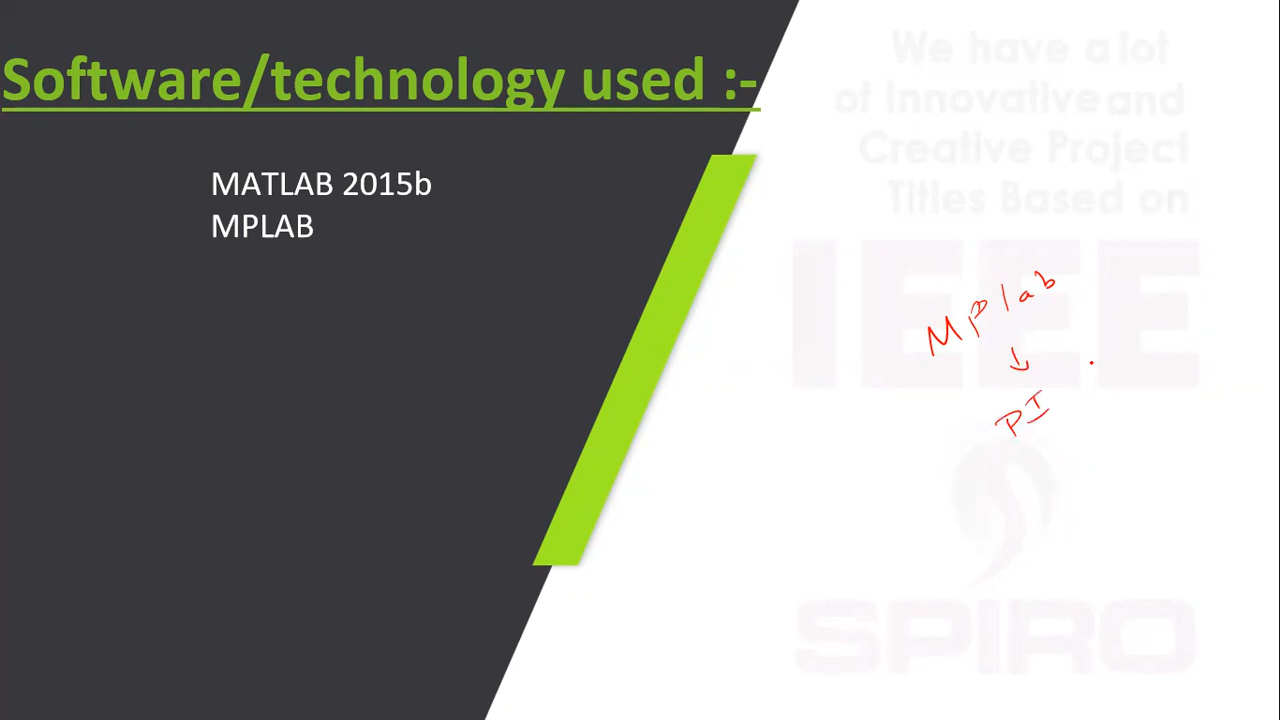 Software/technology used :-
MATLAB 2015b
MPLAB
We have a lot
of Innovative and
Creative Project
Titles Based on
IEEE
SPIRO
MPlab
PI